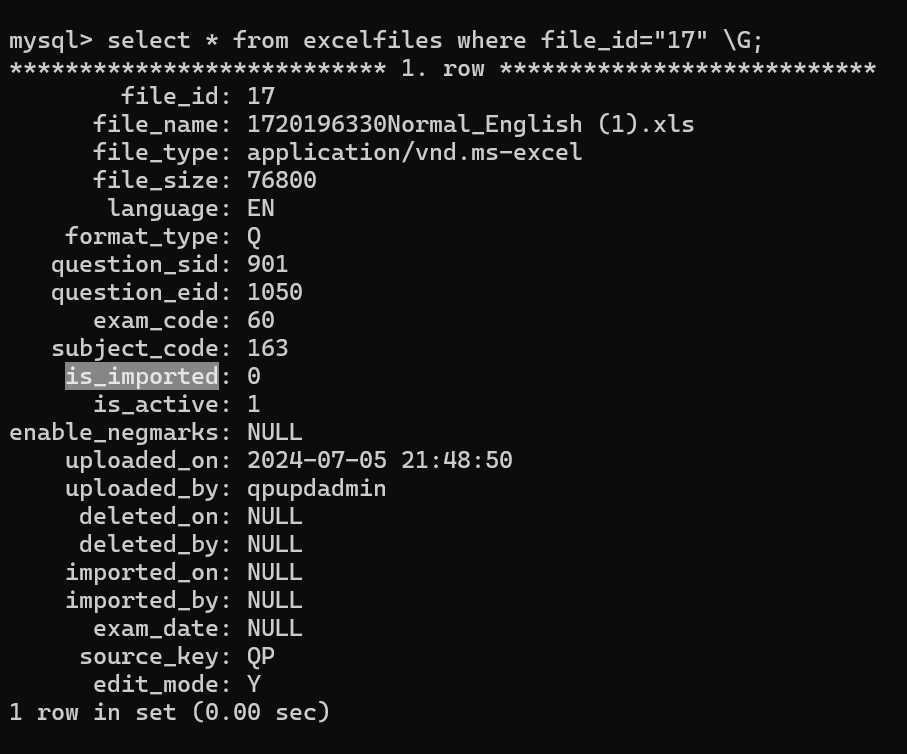 mysql> select * from excelfiles where file_id="17" \G;
*************************** 1. row ***************************
file_id: 17
file_name: 1720196330Normal_English (1).xls
file_type: application/vnd.ms-excel
file_size: 76800
language: EN
format_type: Q
question_sid: 901
question_eid: 1050
exam_code: 60
subject_code: 163
is_imported: 0
is_active: 1
enable_negmarks: NULL
uploaded_on: 2024-07-05 21:48:50
uploaded_by: qpupdadmin
deleted_on: NULL
deleted_by: NULL
imported_on: NULL
imported_by: NULL
exam_date: NULL
source_key: QP
edit_mode: Y
1 row in set (0.00 sec)